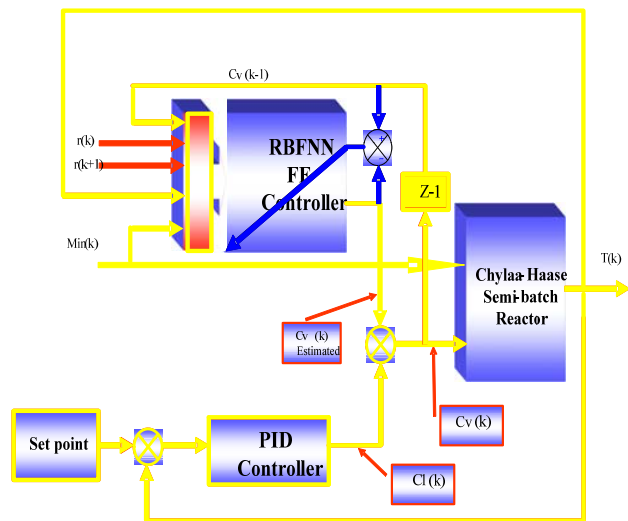 Cv (k-1)
r(k)
r(k+1)
RBFNN
FF
Controller
+
-
Z-1
Min(k)
Chylaa-Haase
Semi-batch
Reactor
T(k)
Cv (k)
Estimated
Cv (k)
Set point
PID
Controller
Cl (k)